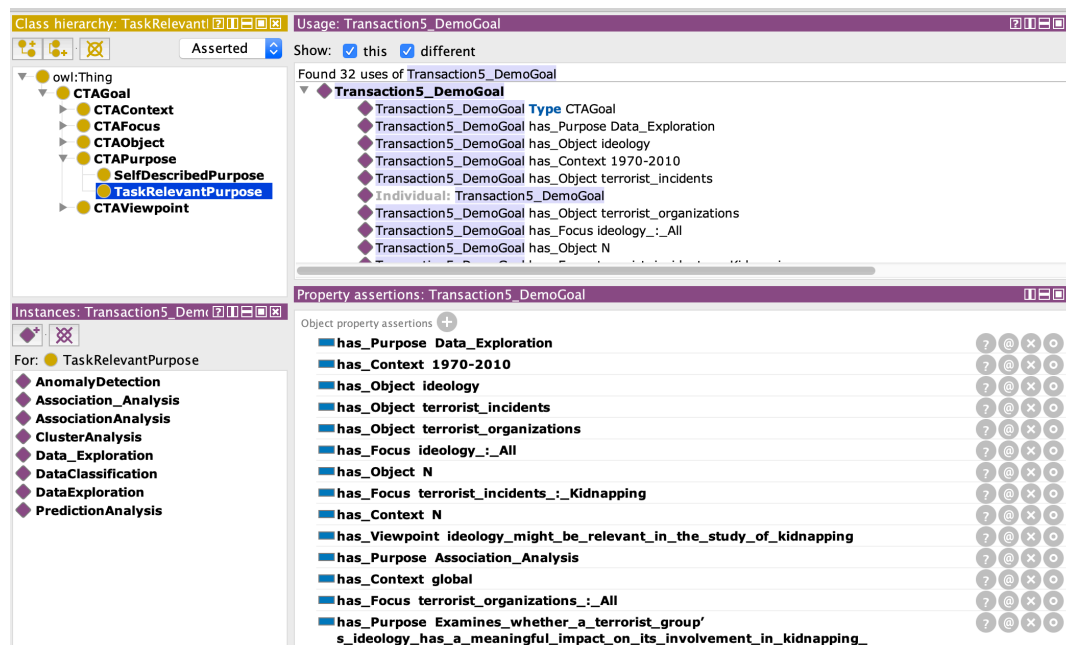 Class hierarchy: TaskRelevant
Asserted
owl:Thing
CTAGoal
CTAContext
CTAFocus
CTAObject
CTAPurpose
SelfDescribedPurpose
TaskRelevantPurpose
CTAViewpoint
Instances: Transaction5_Dem
For: TaskRelevantPurpose
AnomalyDetection
Association_Analysis
AssociationAnalysis
ClusterAnalysis
Data_Exploration
DataClassification
DataExploration
PredictionAnalysis
Usage: Transaction5_DemoGoal
Show: this different
Found 32 uses of Transaction5_DemoGoal
Transaction5_DemoGoal
Transaction5_DemoGoal Type CTAGoal
Transaction5_DemoGoal has_Purpose Data_Exploration
Transaction5_DemoGoal has_Object ideology
Transaction5_DemoGoal has_Context 1970-2010
Transaction5_DemoGoal has_Object terrorist_incidents
Individual: Transaction5_DemoGoal
Transaction5_DemoGoal has_Object terrorist_organizations
Transaction5_DemoGoal has_Focus ideology_:_All
Transaction5_DemoGoal has_Object N
Property assertions: Transaction5_DemoGoal
Object property assertions
has_Purpose Data_Exploration
has_Context 1970-2010
has_Object ideology
has_Object terrorist_incidents
has_Object terrorist_organizations
has_Focus ideology_:_All
has_Object N
has_Focus terrorist_incidents_:_Kidnapping
has_Context N
has_Viewpoint ideology_might_be_relevant_in_the_study_of_kidnapping
has_Purpose Association_Analysis
has_Context global
has_Focus terrorist_organizations_:_All
has_Purpose Examines_whether_a_terrorist_group’
s_ideology_has_a_meaningful_impact_on_its_involvement_in_kidnapping_